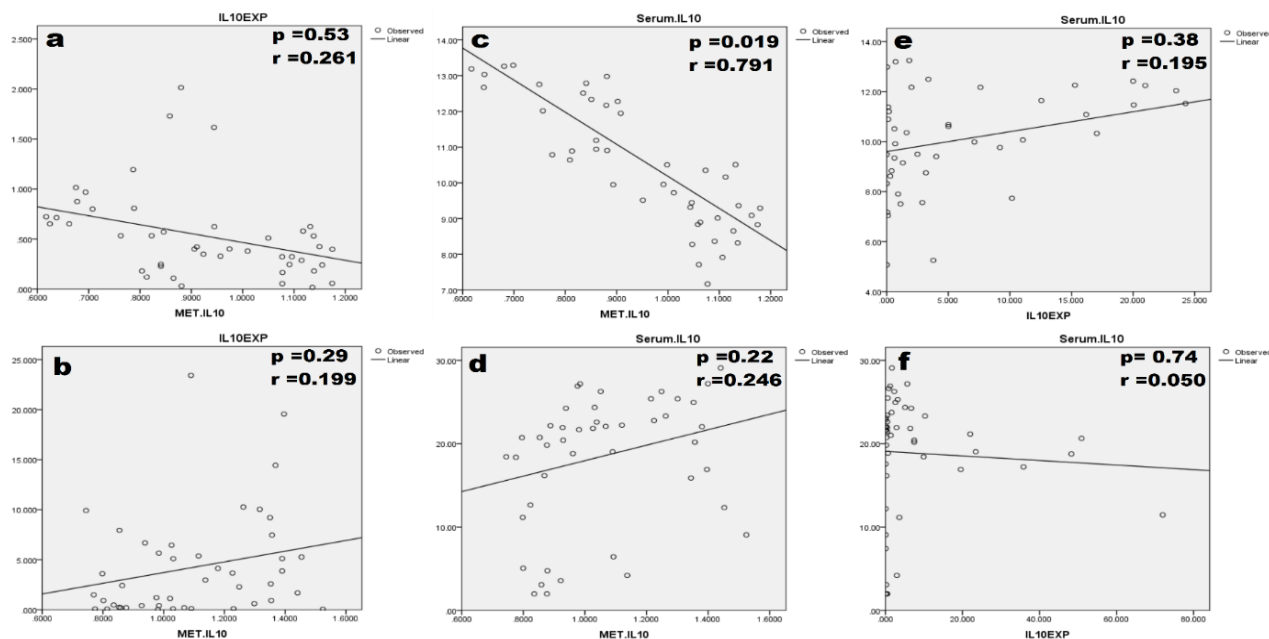 IL10EXP
a
p =0.53
r =0.261
Observed
Linear
2.500
2.000
1.500
1.000
.500
.000
.6000 .7000 .8000 .9000 1.0000 1.1000 1.2000
MET.IL10
Serum.IL10
c
p =0.019
r =0.791
Observed
Linear
14.00
13.00
12.00
11.00
10.00
9.00
8.00
7.00
.6000 .7000 .8000 .9000 1.0000 1.1000 1.2000
MET.IL10
Serum.IL10
e
p =0.38
r =0.195
Observed
Linear
14.00
12.00
10.00
8.00
6.00
4.00
.000 5.000 10.000 15.000 20.000 25.000
IL10EXP
IL10EXP
b
p =0.29
r =0.199
Observed
Linear
25.000
20.000
15.000
10.000
5.000
.000
.6000 .8000 1.0000 1.2000 1.4000 1.6000
MET.IL10
Serum.IL10
d
p =0.22
r =0.246
Observed
Linear
30.00
20.00
10.00
.00
.6000 .8000 1.0000 1.2000 1.4000 1.6000
MET.IL10
Serum.IL10
f
p= 0.74
r =0.050
Observed
Linear
30.00
20.00
10.00
.00
.000 20.000 40.000 60.000 80.000
IL10EXP